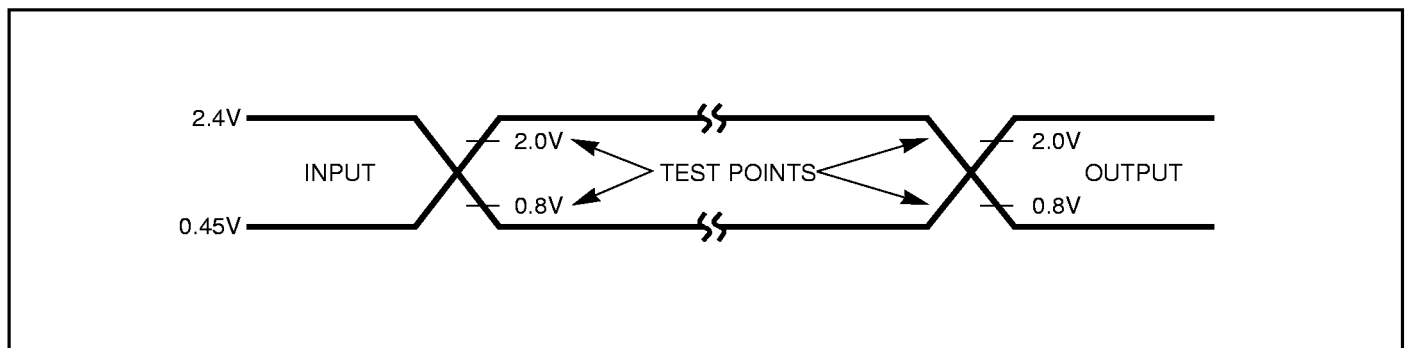 2.4V
2.0V
2.0V
INPUT
TEST POINTS
OUTPUT
0.8V
0.8V
0.45V